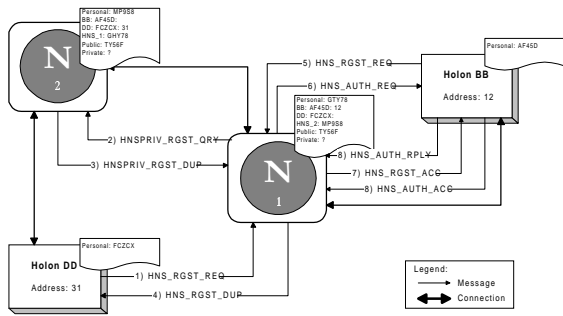 Personal: MP9S8
BB: AF45D:
DD: FCZCX: 31
HNS_1: GHY78
Public: TY56F
Private: ?
N
2
5) HNS_RGST_REQ
6) HNS_AUTH_REQ
Personal: AF45D
Holon BB
Address: 12
Personal: GTY78
BB: AF45D: 12
DD: FCZCX:
HNS_2: MP9S8
Public: TY56F
Private: ?
N
1
2) HNSPRIV_RGST_QRY
3) HNSPRIV_RGST_DUP
8) HNS_AUTH_RPLY
7) HNS_RGST_ACC
8) HNS_AUTH_ACC
Personal: FCZCX
Holon DD
Address: 31
1) HNS_RGST_REQ
4) HNS_RGST_DUP
Legend:
Message
Connection